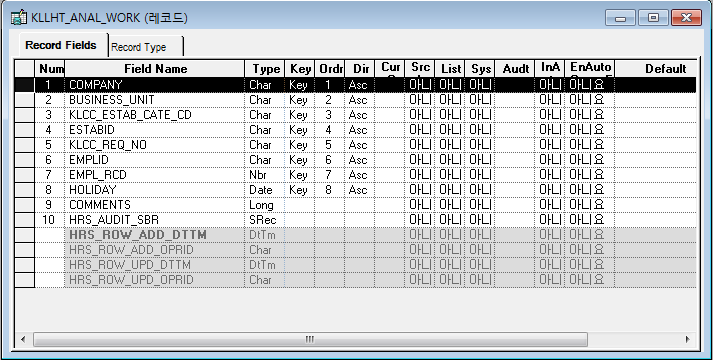 KLLHT_ANAL_WORK (레코드)
Record Fields Record Type
Num Field Name Type Key Ordr Dir Cur Src List Sys Audt InA EnAuto Default
1 COMPANY Char Key 1 Asc 아니 아니 아니 아니 아니요
2 BUSINESS_UNIT Char Key 2 Asc 아니 아니 아니 아니 아니요
3 KLCC_ESTAB_CATE_CD Char Key 3 Asc 아니 아니 아니 아니 아니요
4 ESTABID Char Key 4 Asc 아니 아니 아니 아니 아니요
5 KLCC_REQ_NO Char Key 5 Asc 아니 아니 아니 아니 아니요
6 EMPLID Char Key 6 Asc 아니 아니 아니 아니 아니요
7 EMPL_RCD Nbr Key 7 Asc 아니 아니 아니 아니 아니요
8 HOLIDAY Date Key 8 Asc 아니 아니 아니 아니 아니요
9 COMMENTS Long 아니 아니 아니 아니 아니요
10 HRS_AUDIT_SBR SRec 아니 아니 아니 아니 아니요
HRS_ROW_ADD_DTTM DtTm 아니 아니 아니 아니 아니요
HRS_ROW_ADD_OPRID Char 아니 아니 아니 아니 아니요
HRS_ROW_UPD_DTTM DtTm 아니 아니 아니 아니 아니요
HRS_ROW_UPD_OPRID Char 아니 아니 아니 아니 아니요